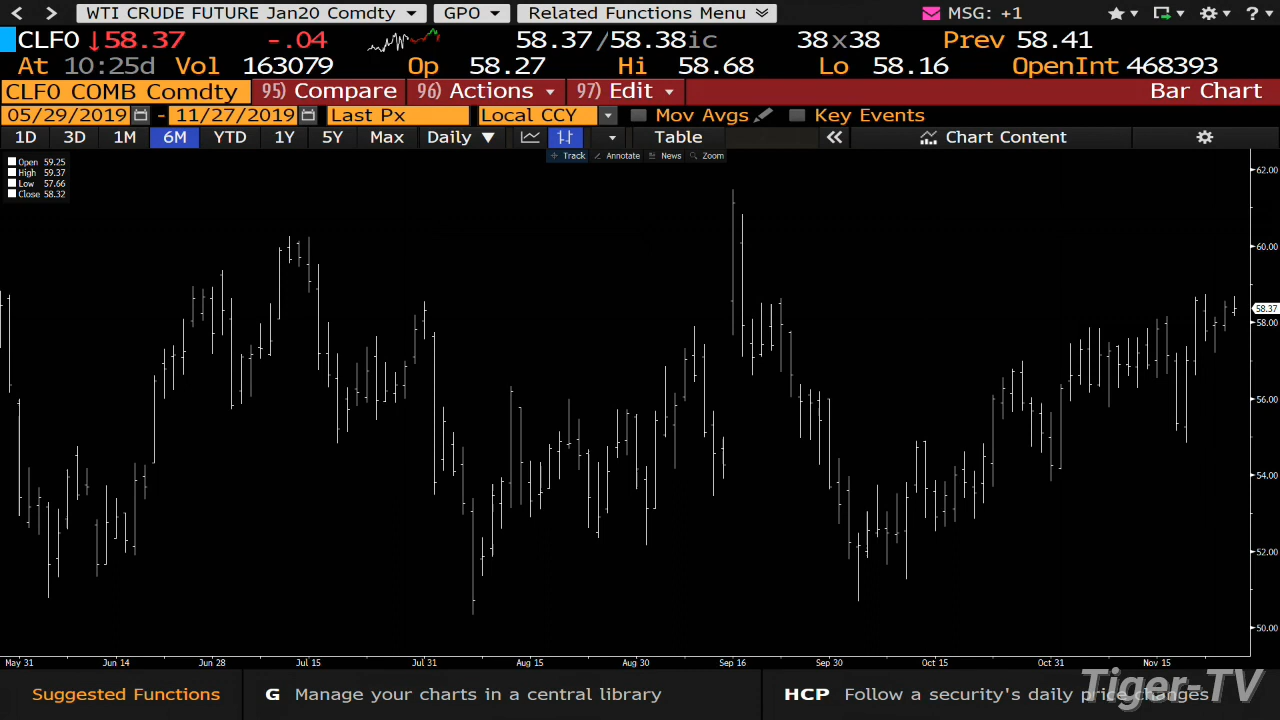 WTI CRUDE FUTURE Jan20 Comdty GPO Related Functions Menu MSG: +1 ?
CLF0 ↓58.37 -.04 58.37/58.38ic 38x38 Prev 58.41
At 10:25d Vol 163079 Op 58.27 Hi 58.68 Lo 58.16 OpenInt 468393
CLF0 COMB Comdty 95) Compare 96) Actions 97) Edit Bar Chart
05/29/2019 - 11/27/2019 Last Px Local CCY Mov Avgs Key Events
1D 3D 1M 6M YTD 1Y 5Y Max Daily ▼ Table « Chart Content
Track Annotate News Zoom
Open 59.25
High 59.37
Low 57.66
Close 58.32
62.00
60.00
58.37
58.00
56.00
54.00
52.00
50.00
May 31 Jun 14 Jun 28 Jul 15 Jul 31 Aug 15 Aug 30 Sep 16 Sep 30 Oct 15 Oct 31 Nov 15
Suggested Functions G Manage your charts in a central library HCP Follow a security's daily price changes
Tiger-TV